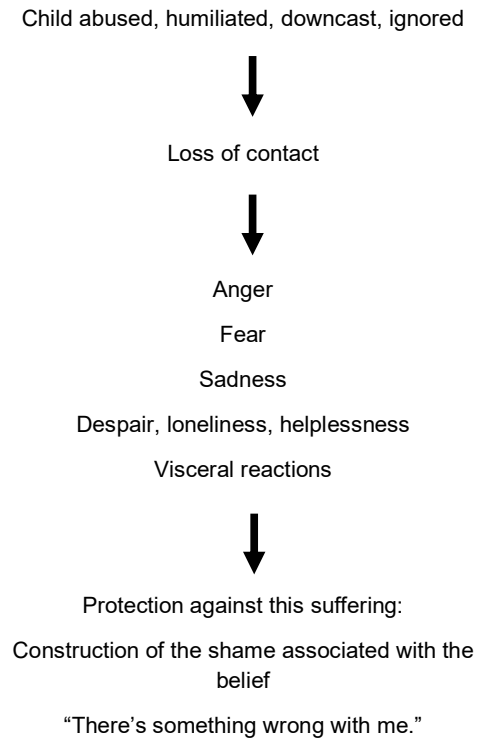 Child abused, humiliated, downcast, ignored
Loss of contact
Anger
Fear
Sadness
Despair, loneliness, helplessness
Visceral reactions
Protection against this suffering:
Construction of the shame associated with the
belief
“There’s something wrong with me.”